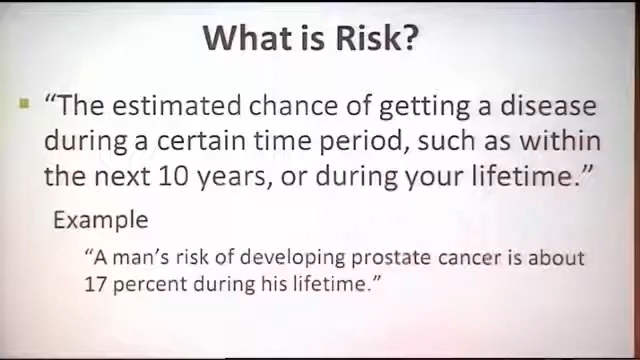 What is Risk?
“The estimated chance of getting a disease
during a certain time period, such as within
the next 10 years, or during your lifetime.”
Example
“A man’s risk of developing prostate cancer is about
17 percent during his lifetime.”